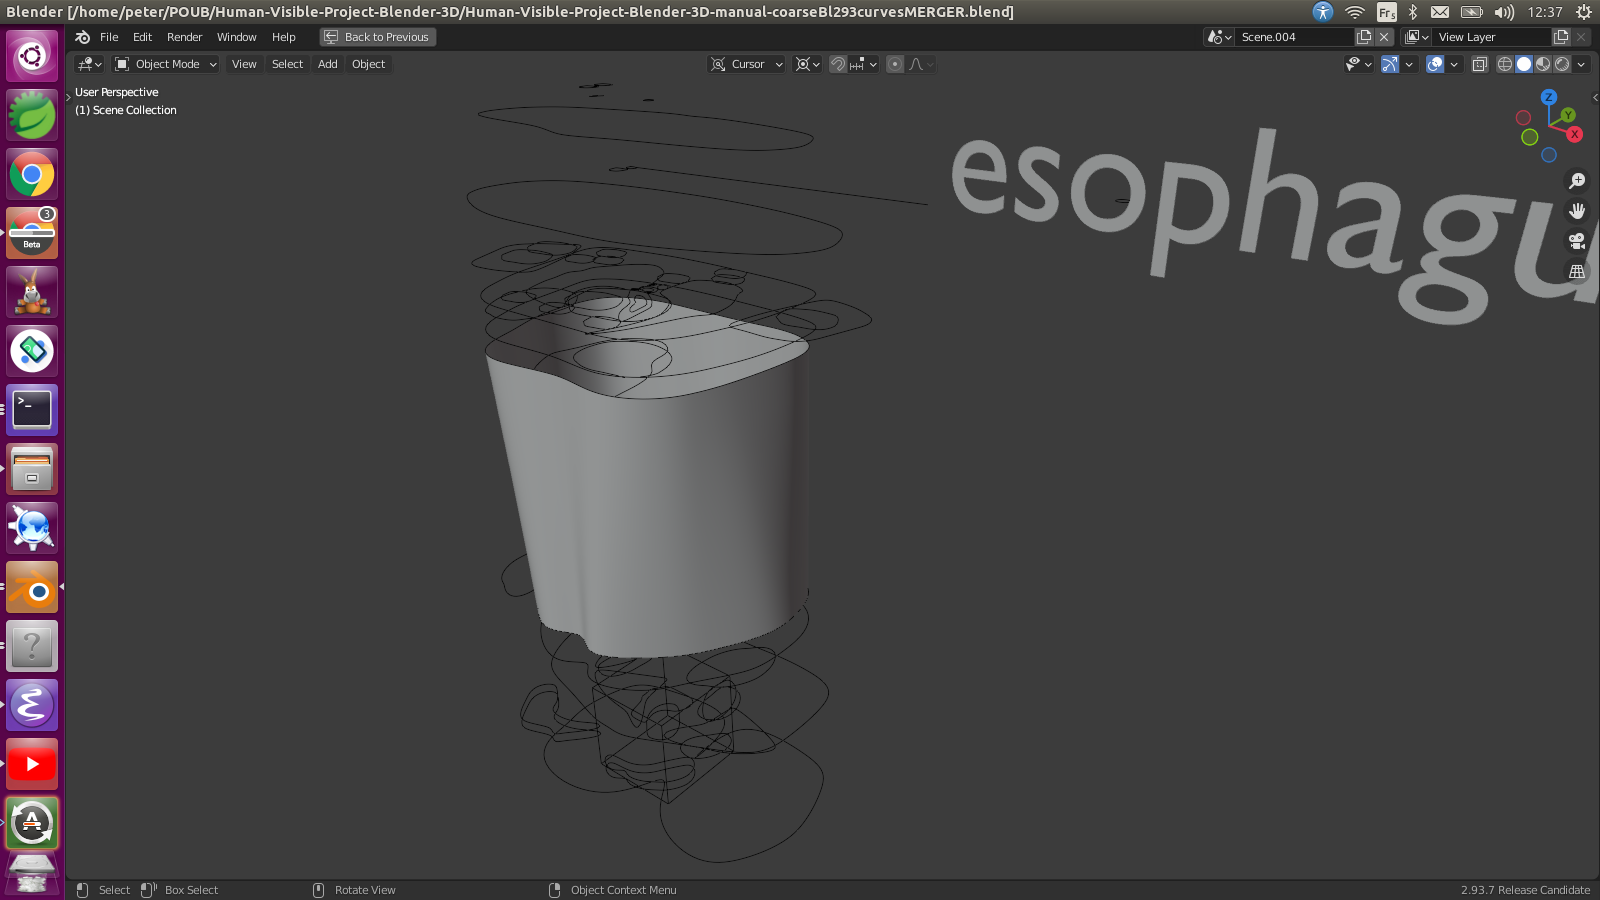 Blender [/home/peter/POUB/Human-Visible-Project-Blender-3D/Human-Visible-Project-Blender-3D-manual-coarseBl293curvesMERGER.blend]
Fr5
12:37
File Edit Render Window Help Back to Previous
Scene.004
View Layer
Object Mode View Select Add Object
Cursor
User Perspective
(1) Scene Collection
Z
Y
X
esophagu
3
Beta
>_
?
A
Select Box Select Rotate View Object Context Menu
2.93.7 Release Candidate